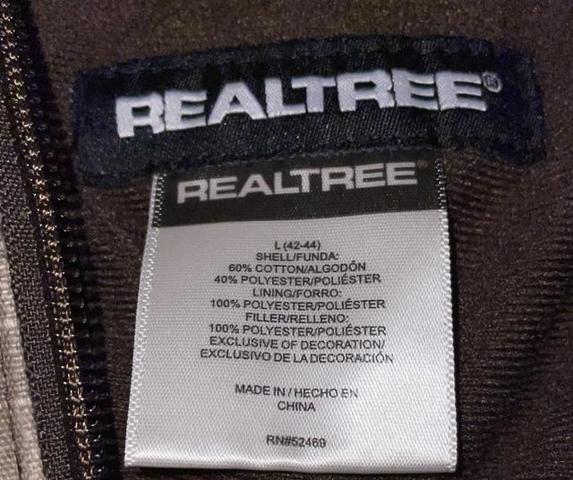 REALTREE®
REALTREE®
L (42-44)
SHELL/FUNDA:
60% COTTON/ALGODÓN
40% POLYESTER/POLIÉSTER
LINING/FORRO:
100% POLYESTER/POLIÉSTER
FILLER/RELLENO:
100% POLYESTER/POLIÉSTER
EXCLUSIVE OF DECORATION/
EXCLUSIVO DE LA DECORACIÓN
MADE IN / HECHO EN
CHINA
RN#52469